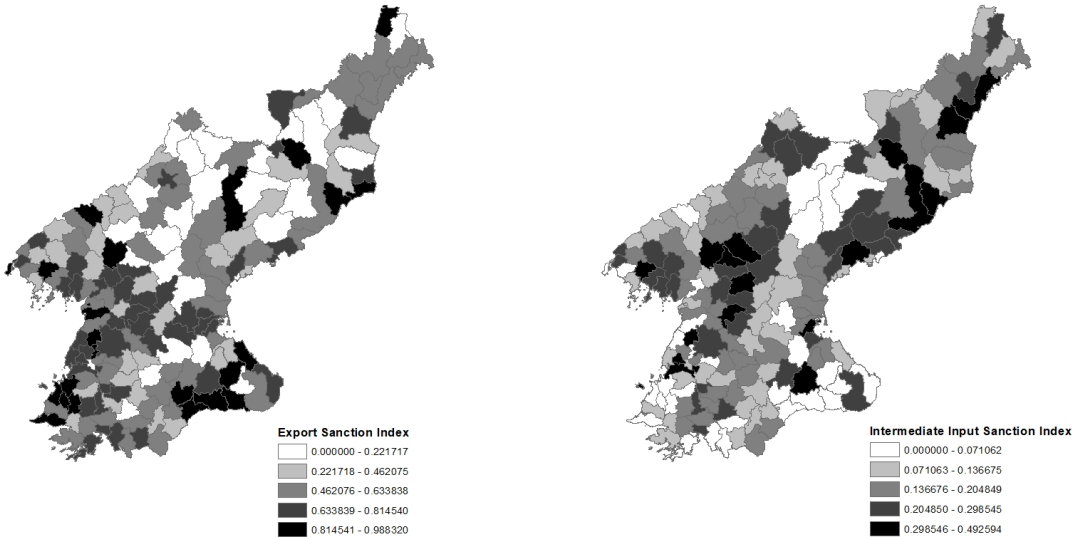 Export Sanction Index
0.000000 - 0.221717
0.221718 - 0.462075
0.462076 - 0.633838
0.633839 - 0.814540
0.814541 - 0.988320
Intermediate Input Sanction Index
0.000000 - 0.071062
0.071063 - 0.136675
0.136676 - 0.204849
0.204850 - 0.298545
0.298546 - 0.492594